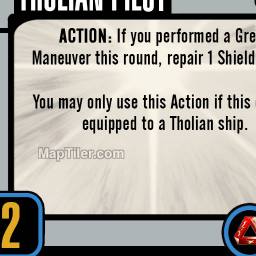 THOLIAN PILOT
ACTION: If you performed a Gre
Maneuver this round, repair 1 Shield
You may only use this Action if this
equipped to a Tholian ship.
MapTiler.com
2